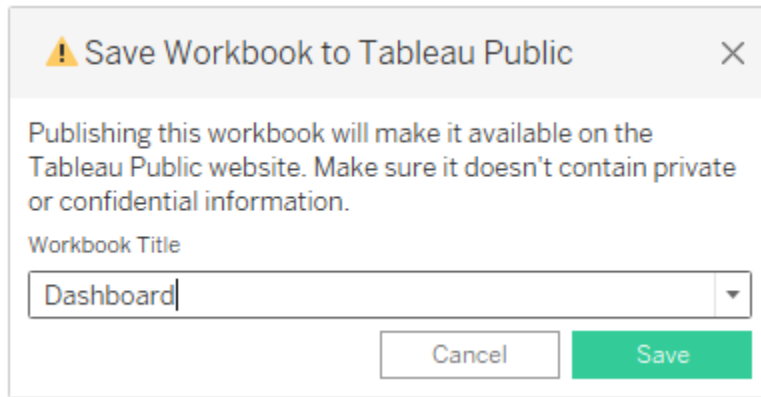 Save Workbook to Tableau Public
Publishing this workbook will make it available on the
Tableau Public website. Make sure it doesn't contain private
or confidential information.
Workbook Title
Dashboard
Cancel
Save